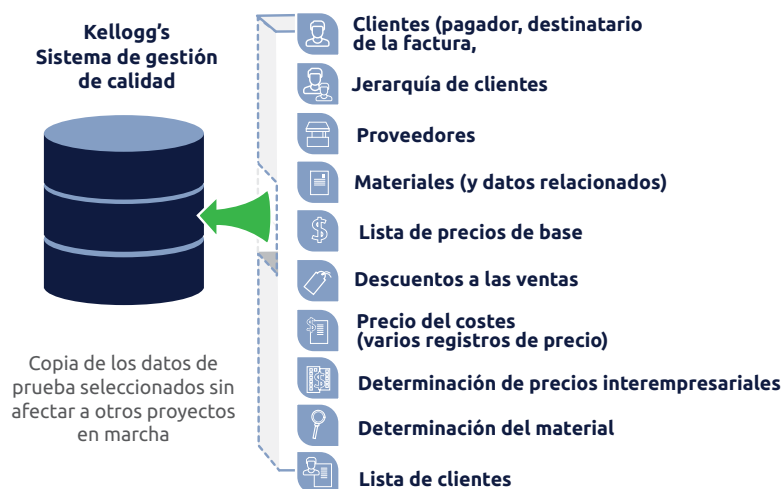 Kellogg's
Sistema de gestión
de calidad
Copia de los datos de
prueba seleccionados sin
afectar a otros proyectos
en marcha
Clientes (pagador, destinatario
de la factura,
Jerarquía de clientes
Proveedores
Materiales (y datos relacionados)
Lista de precios de base
Descuentos a las ventas
Precio del costes
(varios registros de precio)
Determinación de precios interempresariales
Determinación del material
Lista de clientes